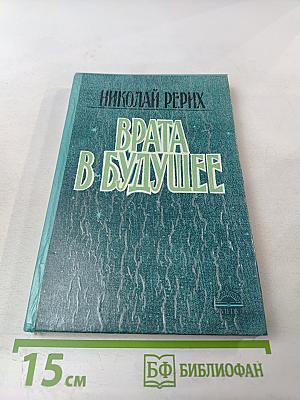 НИКОЛАЙ РЕРИХ
ВРАТА
В БУДУЩЕЕ
15 см
БФ БИБЛИОФАН